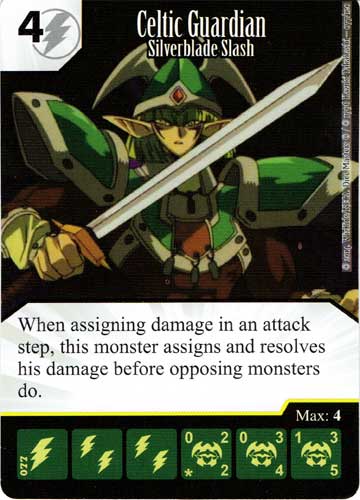 4
Celtic Guardian
Silverblade Slash
When assigning damage in an attack
step, this monster assigns and resolves
his damage before opposing monsters
do.
Max: 4
022
0 2
* 2
0 3
4
1 3
5